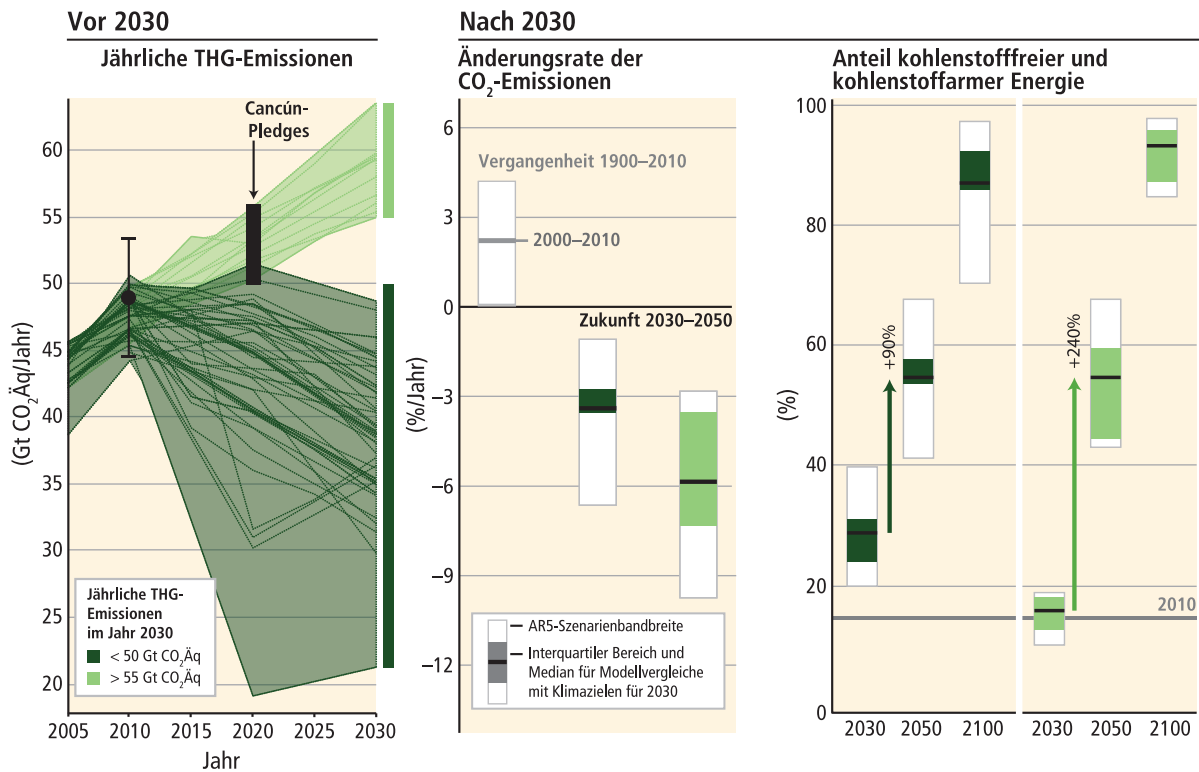 Vor 2030
Jährliche THG-Emissionen
Cancún-
Pledges
(Gt CO₂Äq/Jahr)
60
55
50
45
40
35
30
25
20
Jährliche THG-
Emissionen
im Jahr 2030
< 50 Gt CO₂Äq
> 55 Gt CO₂Äq
2005 2010 2015 2020 2025 2030
Jahr
Nach 2030
Änderungsrate der
CO₂-Emissionen
(%/Jahr)
6
3
0
–3
–6
–9
–12
Vergangenheit 1900–2010
2000–2010
Zukunft 2030–2050
AR5-Szenarienbandbreite
Interquartiler Bereich und
Median für Modellvergleiche
mit Klimazielen für 2030
Anteil kohlenstofffreier und
kohlenstoffarmer Energie
(%)
100
80
60
40
20
0
+90%
+240%
2010
2030 2050 2100 2030 2050 2100